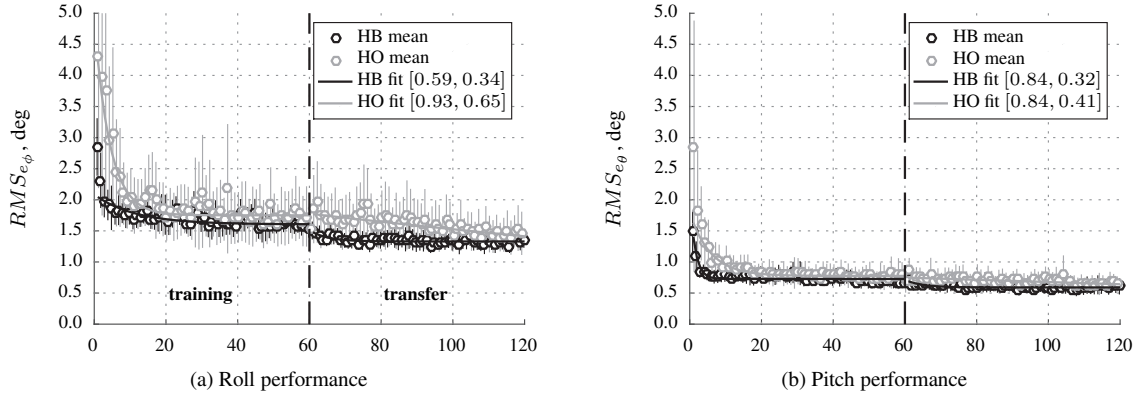 5.0
4.5
4.0
3.5
3.0
2.5
2.0
1.5
1.0
0.5
0.0
RMS_{e_ϕ}, deg
HB mean
HO mean
HB fit [0.59, 0.34]
HO fit [0.93, 0.65]
training
transfer
0 20 40 60 80 100 120
(a) Roll performance
5.0
4.5
4.0
3.5
3.0
2.5
2.0
1.5
1.0
0.5
0.0
RMS_{e_θ}, deg
HB mean
HO mean
HB fit [0.84, 0.32]
HO fit [0.84, 0.41]
0 20 40 60 80 100 120
(b) Pitch performance